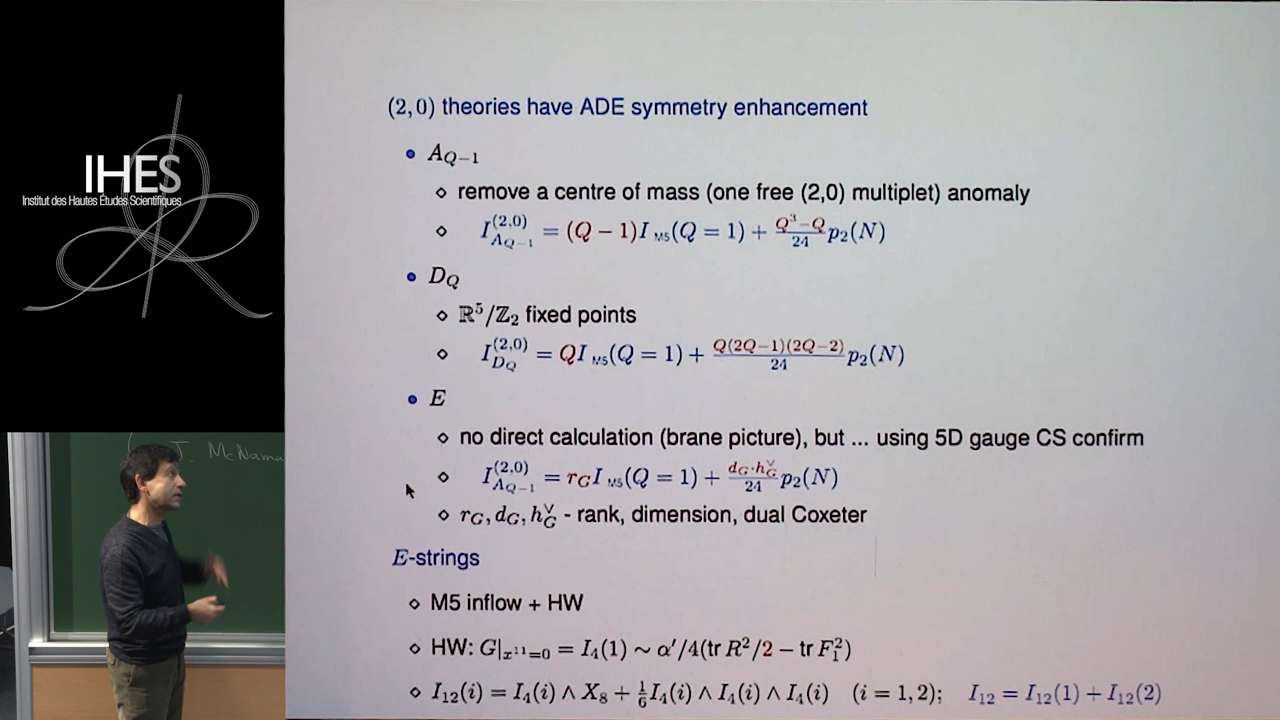 IHES
Institut des Hautes Études Scientifiques
J. McNama
(2,0) theories have ADE symmetry enhancement
• A_{Q−1}
⋄ remove a centre of mass (one free (2,0) multiplet) anomaly
⋄ I^{(2,0)}_{A_{Q−1}} = (Q − 1)I_{M5}(Q = 1) + \frac{Q^3−Q}{24} p_2(N)
• D_Q
⋄ ℝ^5/ℤ_2 fixed points
⋄ I^{(2,0)}_{D_Q} = QI_{M5}(Q = 1) + \frac{Q(2Q−1)(2Q−2)}{24} p_2(N)
• E
⋄ no direct calculation (brane picture), but ... using 5D gauge CS confirm
⋄ I^{(2,0)}_{A_{Q−1}} = r_G I_{M5}(Q = 1) + \frac{d_G·h^∨_G}{24} p_2(N)
⋄ r_G, d_G, h^∨_G - rank, dimension, dual Coxeter
E-strings
⋄ M5 inflow + HW
⋄ HW: G|_{x^{11}=0} = I_4(1) ∼ α′/4(tr R^2/2 − tr F_1^2)
⋄ I_{12}(i) = I_4(i) ∧ X_8 + \frac{1}{6} I_4(i) ∧ I_4(i) ∧ I_4(i) (i = 1, 2); I_{12} = I_{12}(1) + I_{12}(2)